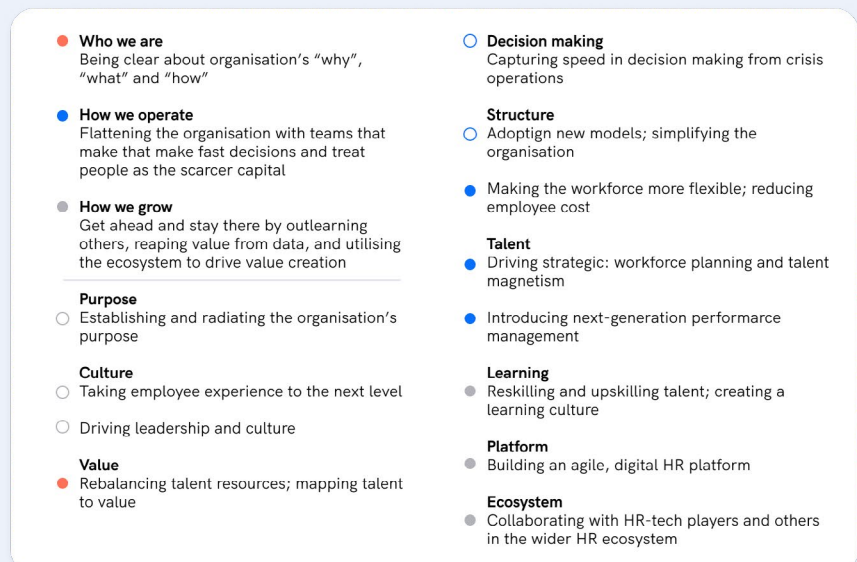 Who we are
Being clear about organisation's “why”,
“what” and “how”
How we operate
Flattening the organisation with teams that
make that make fast decisions and treat
people as the scarcer capital
How we grow
Get ahead and stay there by outlearning
others, reaping value from data, and utilising
the ecosystem to drive value creation
Purpose
Establishing and radiating the organisation's
purpose
Culture
Taking employee experience to the next level
Driving leadership and culture
Value
Rebalancing talent resources; mapping talent
to value
Decision making
Capturing speed in decision making from crisis
operations
Structure
Adoptign new models; simplifying the
organisation
Making the workforce more flexible; reducing
employee cost
Talent
Driving strategic: workforce planning and talent
magnetism
Introducing next-generation performarce
management
Learning
Reskilling and upskilling talent; creating a
learning culture
Platform
Building an agile, digital HR platform
Ecosystem
Collaborating with HR-tech players and others
in the wider HR ecosystem